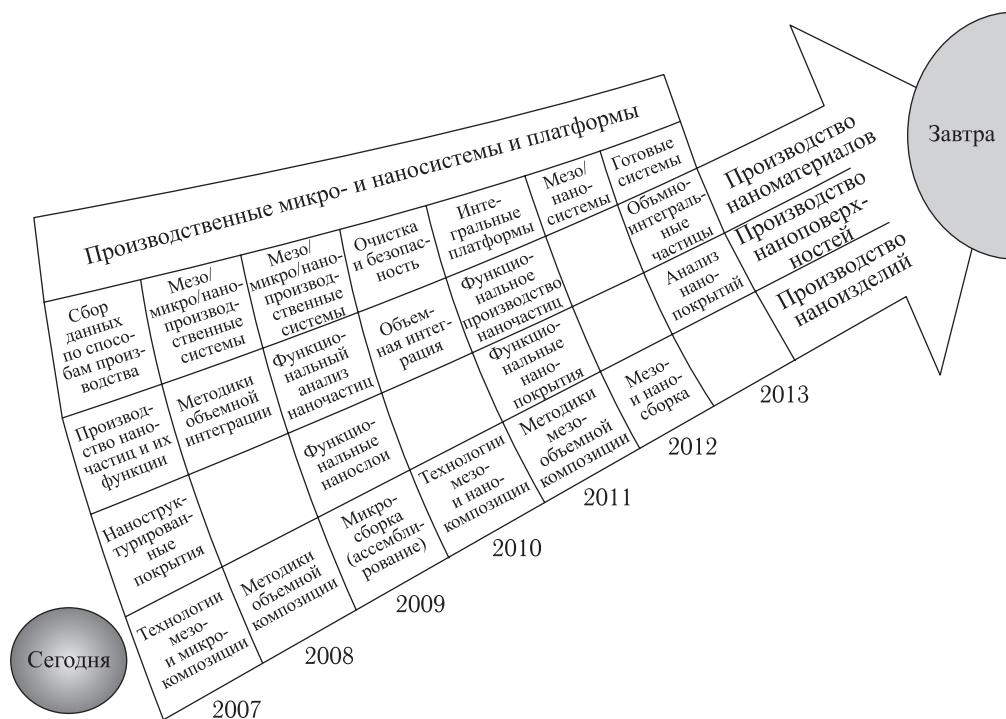 Производственные микро- и наносистемы и платформы
Сбор
данных
по спосо-
бам произ-
водства
Мезо/
микро/нано-
производ-
ственные
системы
Мезо/
микро/нано-
производ-
ственные
системы
Очистка
и безопас-
ность
Инте-
гральные
платформы
Мезо/
нано-
системы
Готовые
системы
Производ-
ство нано-
частиц и их
функции
Методики
объемной
интеграции
Функцио-
нальный
анализ
наночастиц
Объем-
ная интег-
рация
Функцио-
нальное
производство
наночастиц
Объмно-
интеграль-
ные
частицы
Нанострук-
турирован-
ные
покрытия
Функцио-
нальные
нанослои
Функцио-
нальные
нано-
покрытия
Анализ
нано-
покрытий
Технологии
мезо-
и микро-
композиции
Методики
объемной
композиции
Микро-
сборка
(ассембли-
рование)
Технологии
мезо-
и нано-
композиции
Методики
мезо-
объемной
композиции
Мезо-
и нано-
сборка
Производство
наноматериалов
Производство
наноповерх-
ностей
Производство
наноизделий
Завтра
Сегодня
2007
2008
2009
2010
2011
2012
2013